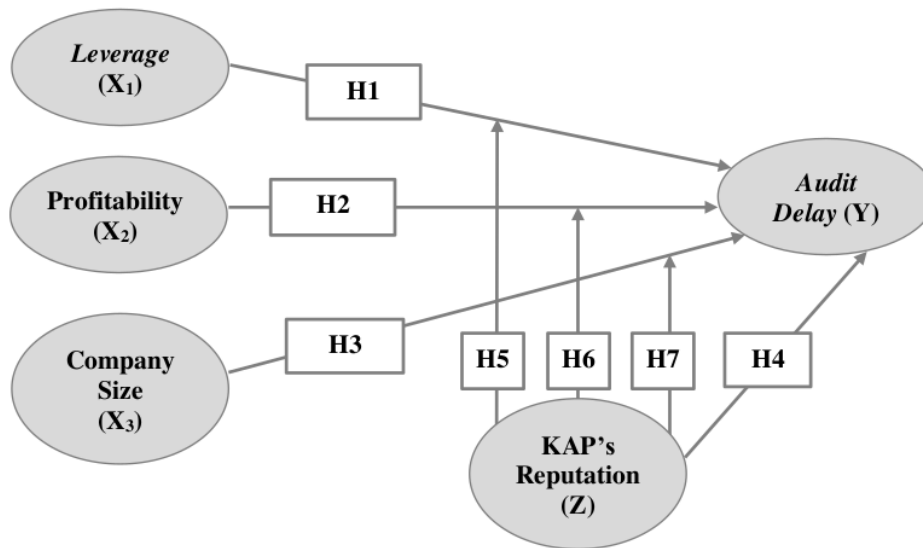 Leverage
(X₁)
H1
Profitability
(X₂)
H2
Audit
Delay (Y)
Company
Size
(X₃)
H3
H5
H6
H7
H4
KAP’s
Reputation
(Z)